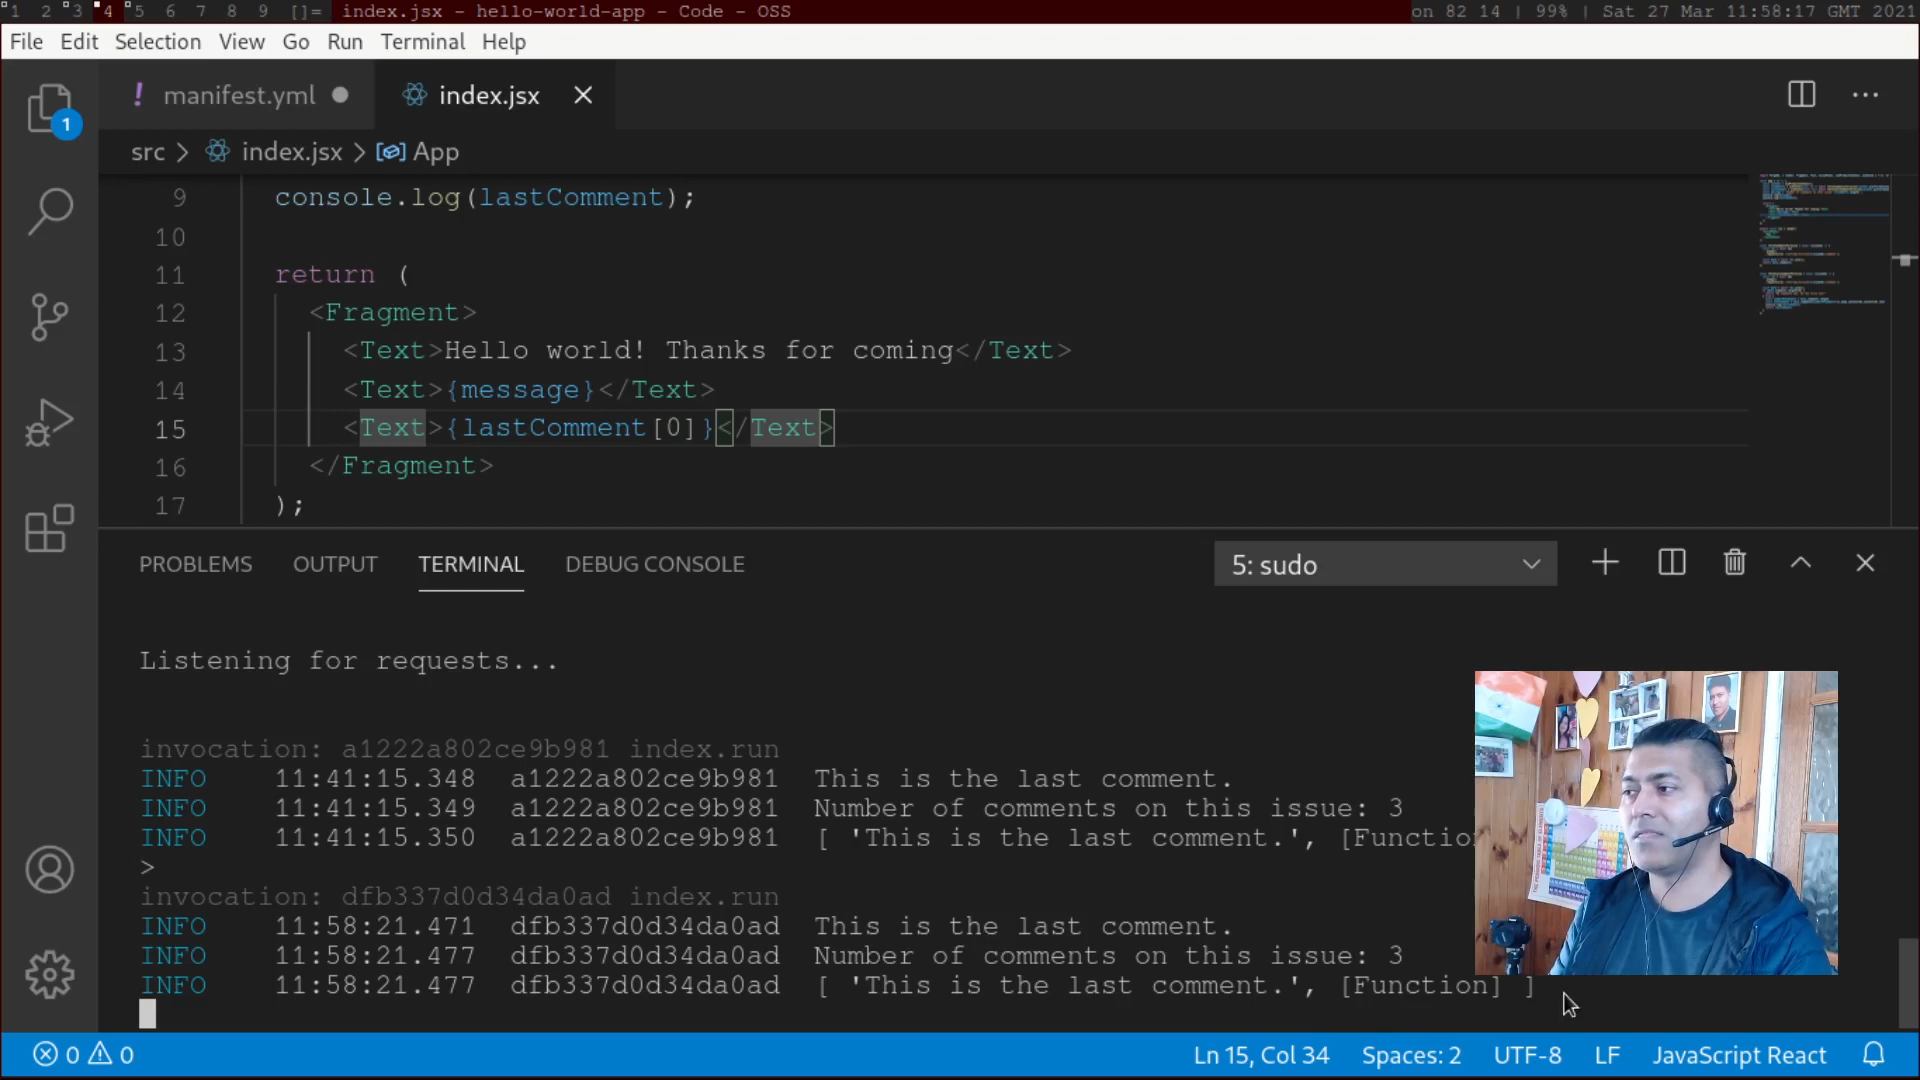 1 2 3 4 5 6 7 8 9 []= index.jsx - hello-world-app - Code - OSS on 82 14 | 99% | Sat 27 Mar 11:58:17 GMT 2021
File Edit Selection View Go Run Terminal Help
! manifest.yml index.jsx
1
src > index.jsx > App
9 console.log(lastComment);
10
11 return (
12 <Fragment>
13 <Text>Hello world! Thanks for coming</Text>
14 <Text>{message}</Text>
15 <Text>{lastComment[0]}</Text>
16 </Fragment>
17 );
PROBLEMS OUTPUT TERMINAL DEBUG CONSOLE 5: sudo
Listening for requests...
invocation: a1222a802ce9b981 index.run
INFO 11:41:15.348 a1222a802ce9b981 This is the last comment.
INFO 11:41:15.349 a1222a802ce9b981 Number of comments on this issue: 3
INFO 11:41:15.350 a1222a802ce9b981 [ 'This is the last comment.', [Function
>
invocation: dfb337d0d34da0ad index.run
INFO 11:58:21.471 dfb337d0d34da0ad This is the last comment.
INFO 11:58:21.477 dfb337d0d34da0ad Number of comments on this issue: 3
INFO 11:58:21.477 dfb337d0d34da0ad [ 'This is the last comment.', [Function] ]
0 0 Ln 15, Col 34 Spaces: 2 UTF-8 LF JavaScript React